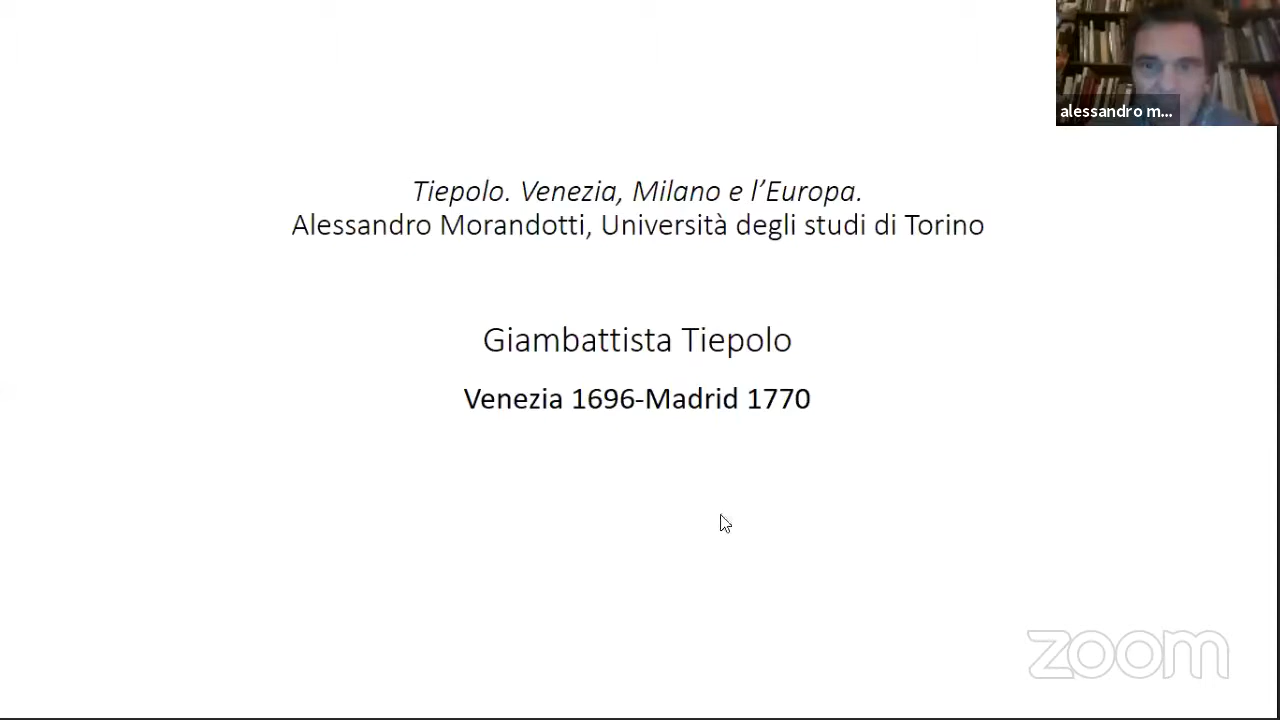 alessandro m...
Tiepolo. Venezia, Milano e l’Europa.
Alessandro Morandotti, Università degli studi di Torino
Giambattista Tiepolo
Venezia 1696-Madrid 1770
zoom